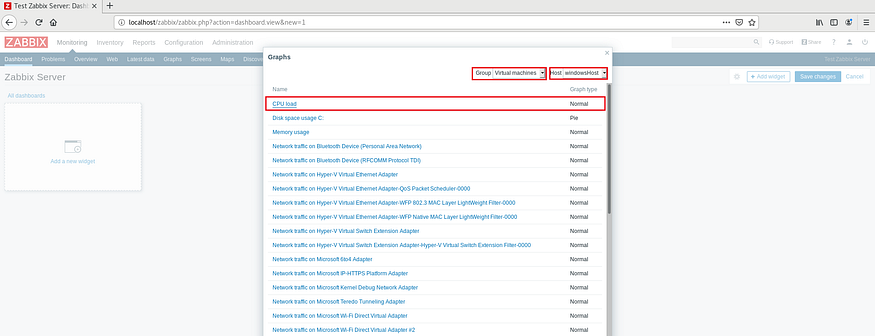 Test Zabbix Server: Dashb
localhost/zabbix/zabbix.php?action=dashboard.view&new=1
ZABBIX Monitoring Inventory Reports Configuration Administration Support Share
Dashboard Problems Overview Web Latest data Graphs Screens Maps Test Zabbix Server
Zabbix Server + Add widget Save changes Cancel
All dashboards
Add a new widget
Graphs
Group Virtual machines Host windowsHost
Name Graph type
CPU load Normal
Disk space usage C: Pie
Memory usage Normal
Network traffic on Bluetooth Device (Personal Area Network) Normal
Network traffic on Bluetooth Device (RFCOMM Protocol TDI) Normal
Network traffic on Hyper-V Virtual Ethernet Adapter Normal
Network traffic on Hyper-V Virtual Ethernet Adapter-QoS Packet Scheduler-0000 Normal
Network traffic on Hyper-V Virtual Ethernet Adapter-WFP 802.3 MAC Layer LightWeight Filter-0000 Normal
Network traffic on Hyper-V Virtual Ethernet Adapter-WFP Native MAC Layer LightWeight Filter-0000 Normal
Network traffic on Hyper-V Virtual Switch Extension Adapter Normal
Network traffic on Hyper-V Virtual Switch Extension Adapter-Hyper-V Virtual Switch Extension Filter-0000 Normal
Network traffic on Microsoft 6to4 Adapter Normal
Network traffic on Microsoft IP-HTTPS Platform Adapter Normal
Network traffic on Microsoft Kernel Debug Network Adapter Normal
Network traffic on Microsoft Teredo Tunneling Adapter Normal
Network traffic on Microsoft Wi-Fi Direct Virtual Adapter Normal
Network traffic on Microsoft Wi-Fi Direct Virtual Adapter #2 Normal